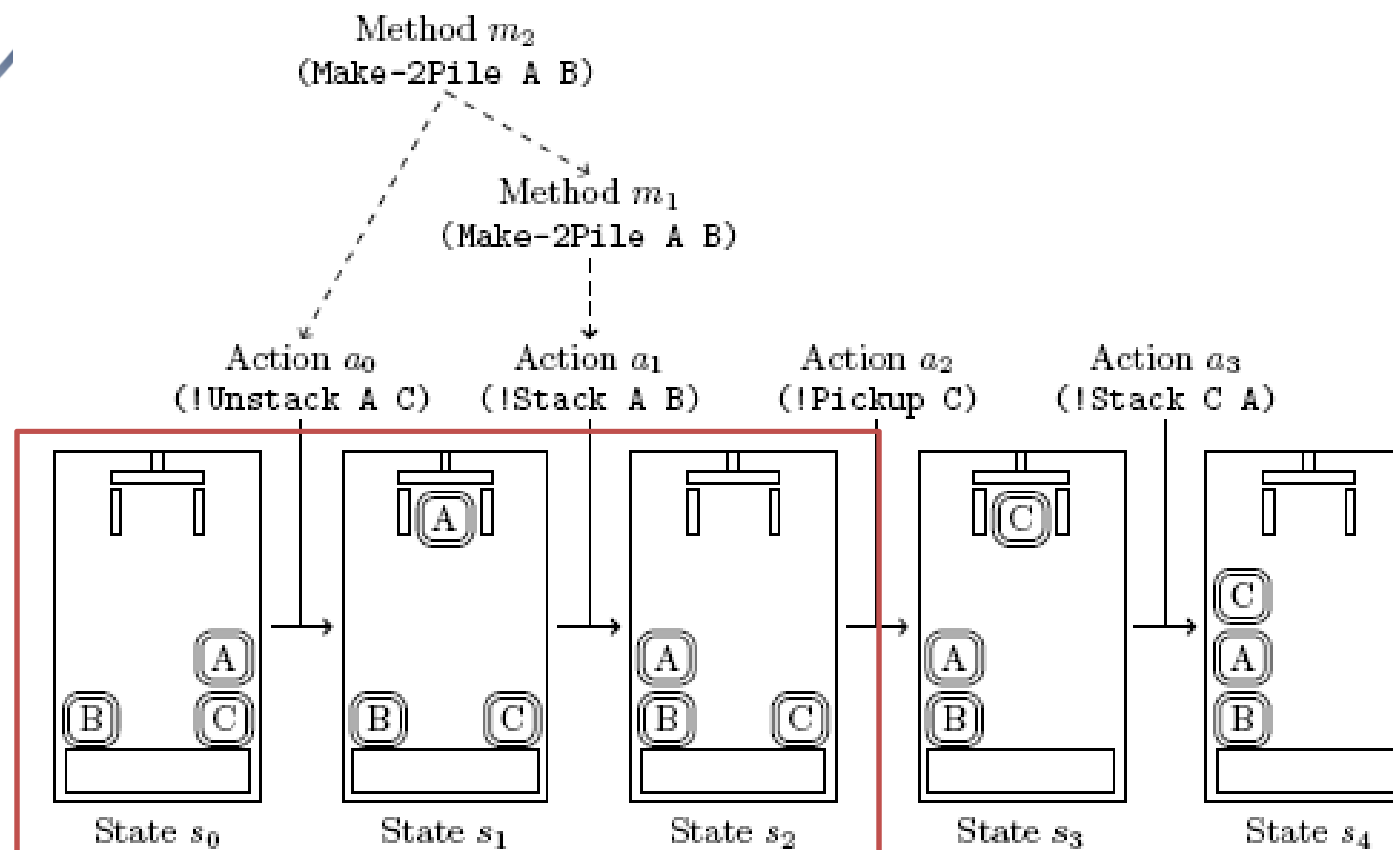 Method m₂
(Make-2Pile A B)
Method m₁
(Make-2Pile A B)
Action a₀ Action a₁ Action a₂ Action a₃
(!Unstack A C) (!Stack A B) (!Pickup C) (!Stack C A)
A C
C
A A A A
B C B C B C B B
State s₀ State s₁ State s₂ State s₃ State s₄